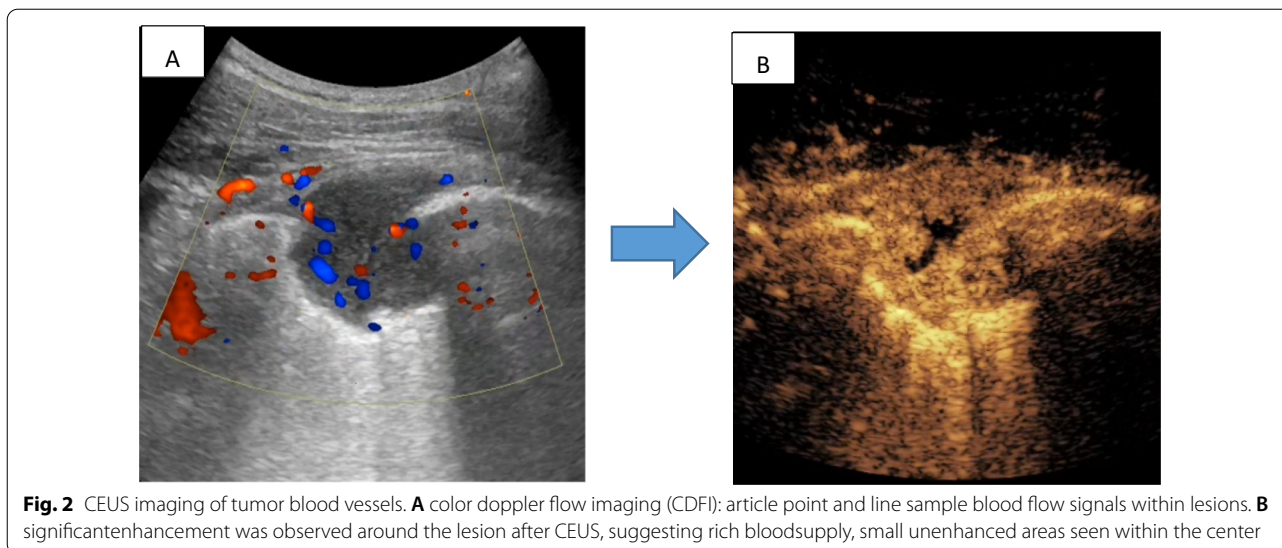 A
B
Fig. 2 CEUS imaging of tumor blood vessels. A color doppler flow imaging (CDFI): article point and line sample blood flow signals within lesions. B
significantenhancement was observed around the lesion after CEUS, suggesting rich bloodsupply, small unenhanced areas seen within the center